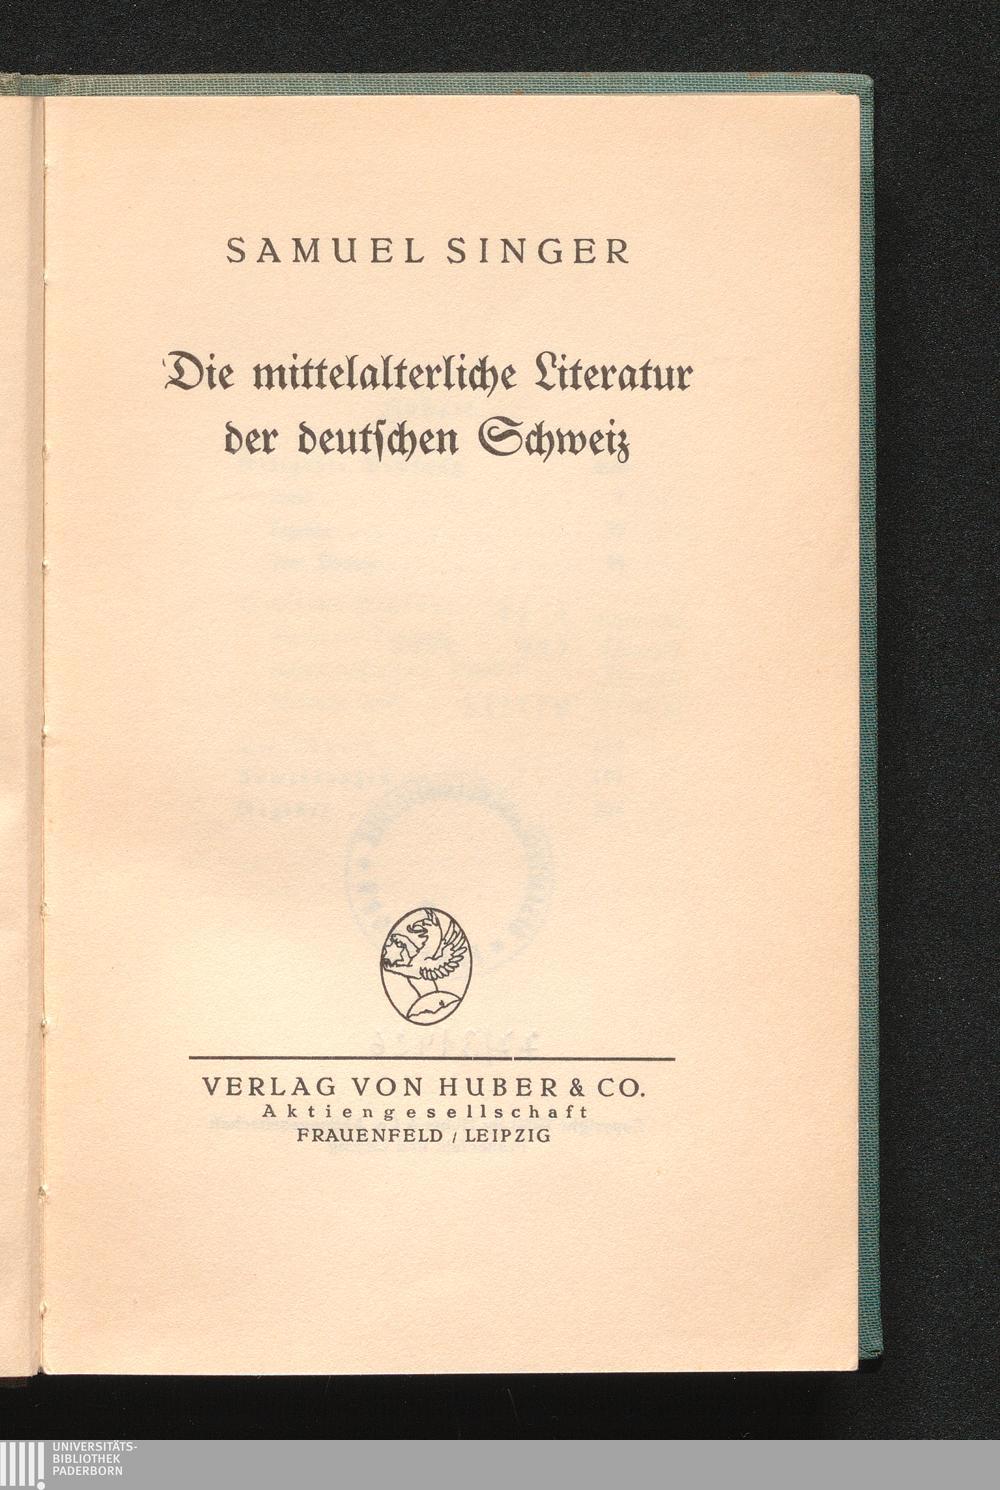 SAMUEL SINGER
Die mittelalterliche Literatur
der deutschen Schweiz
VERLAG VON HUBER & CO.
Aktiengesellschaft
FRAUENFELD / LEIPZIG
UNIVERSITÄTS-
BIBLIOTHEK
PADERBORN